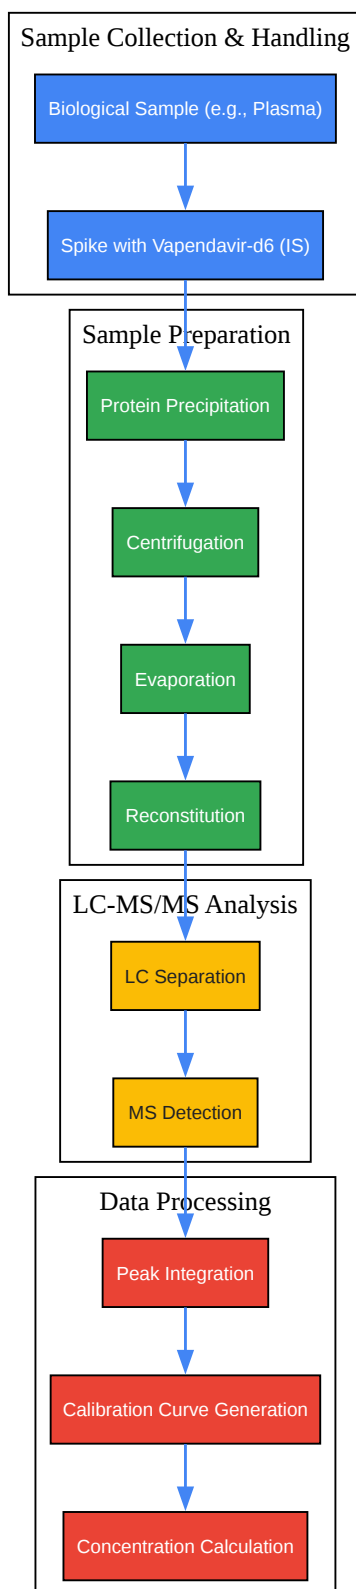 Sample Collection & Handling
Biological Sample (e.g., Plasma)
Spike with Vapendavir-d6 (IS)
Sample Preparation
Protein Precipitation
Centrifugation
Evaporation
Reconstitution
LC-MS/MS Analysis
LC Separation
MS Detection
Data Processing
Peak Integration
Calibration Curve Generation
Concentration Calculation